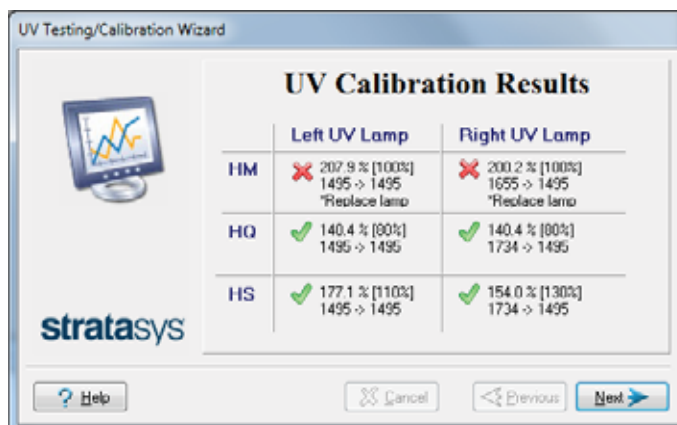 UV Testing/Calibration Wizard
UV Calibration Results
Left UV Lamp Right UV Lamp
HM 207.9 % [100%] 200.2 % [100%]
1495 -> 1495 1655 -> 1495
*Replace lamp *Replace lamp
HQ 140.4 % [80%] 140.4 % [80%]
1495 -> 1495 1734 -> 1495
HS 177.1 % [110%] 154.0 % [130%]
1495 -> 1495 1734 -> 1495
stratasys
? Help Cancel Previous Next